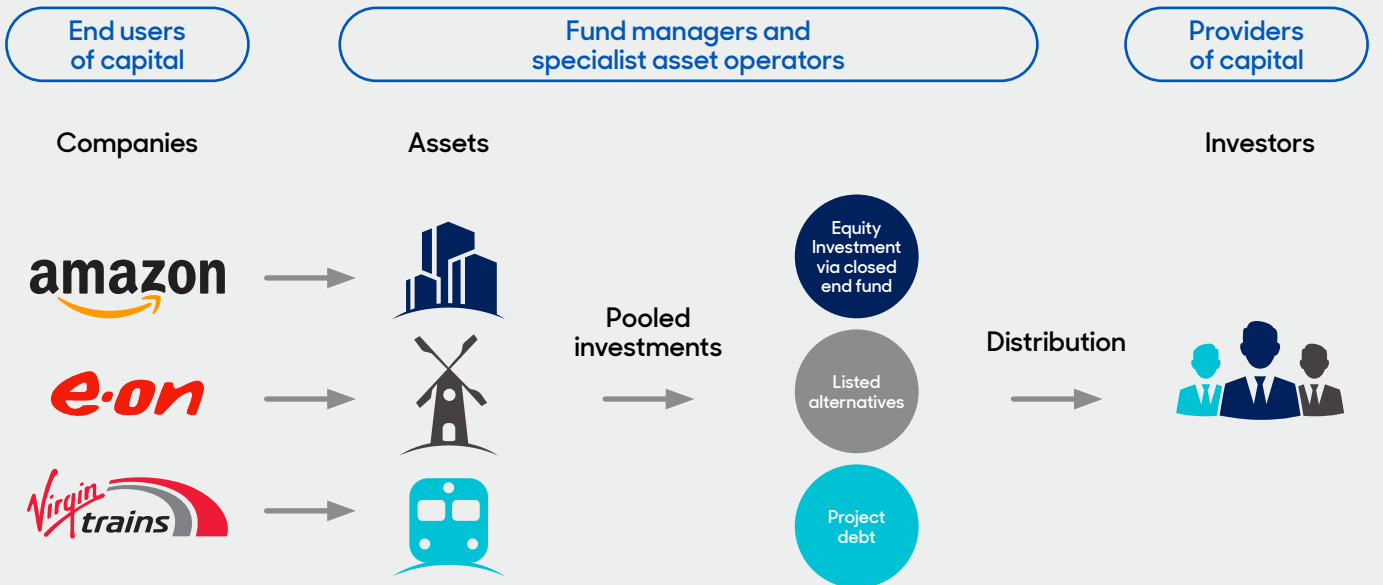 End users
of capital
Fund managers and
specialist asset operators
Providers
of capital
Companies
Assets
Investors
amazon
e·on
Virgin
trains
Pooled
investments
Equity
Investment
via closed
end fund
Listed
alternatives
Project
debt
Distribution